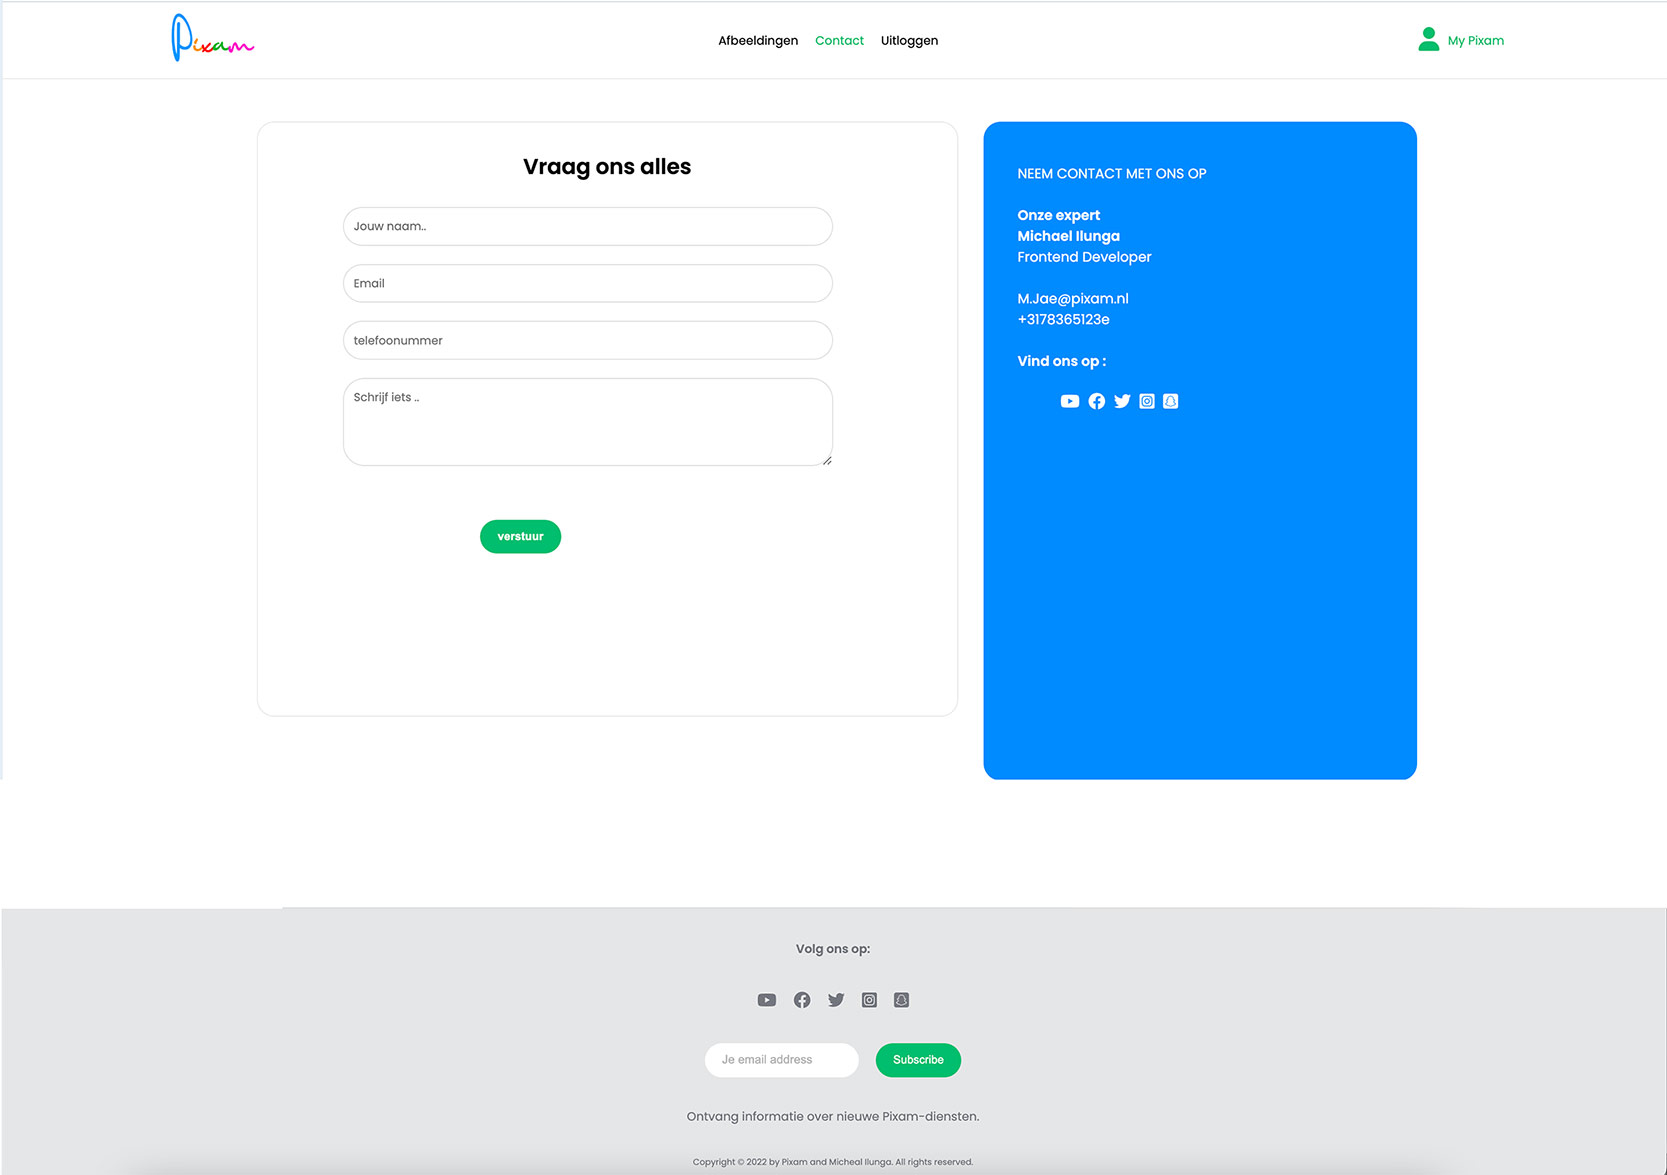 Pixam
Afbeeldingen Contact Uitloggen
My Pixam
Vraag ons alles
Jouw naam..
Email
telefoonummer
Schrijf iets ..
verstuur
NEEM CONTACT MET ONS OP
Onze expert
Michael Ilunga
Frontend Developer
M.Jae@pixam.nl
+3178365123e
Vind ons op :
Volg ons op:
Je email address
Subscribe
Ontvang informatie over nieuwe Pixam-diensten.
Copyright © 2022 by Pixam and Micheal Ilunga. All rights reserved.